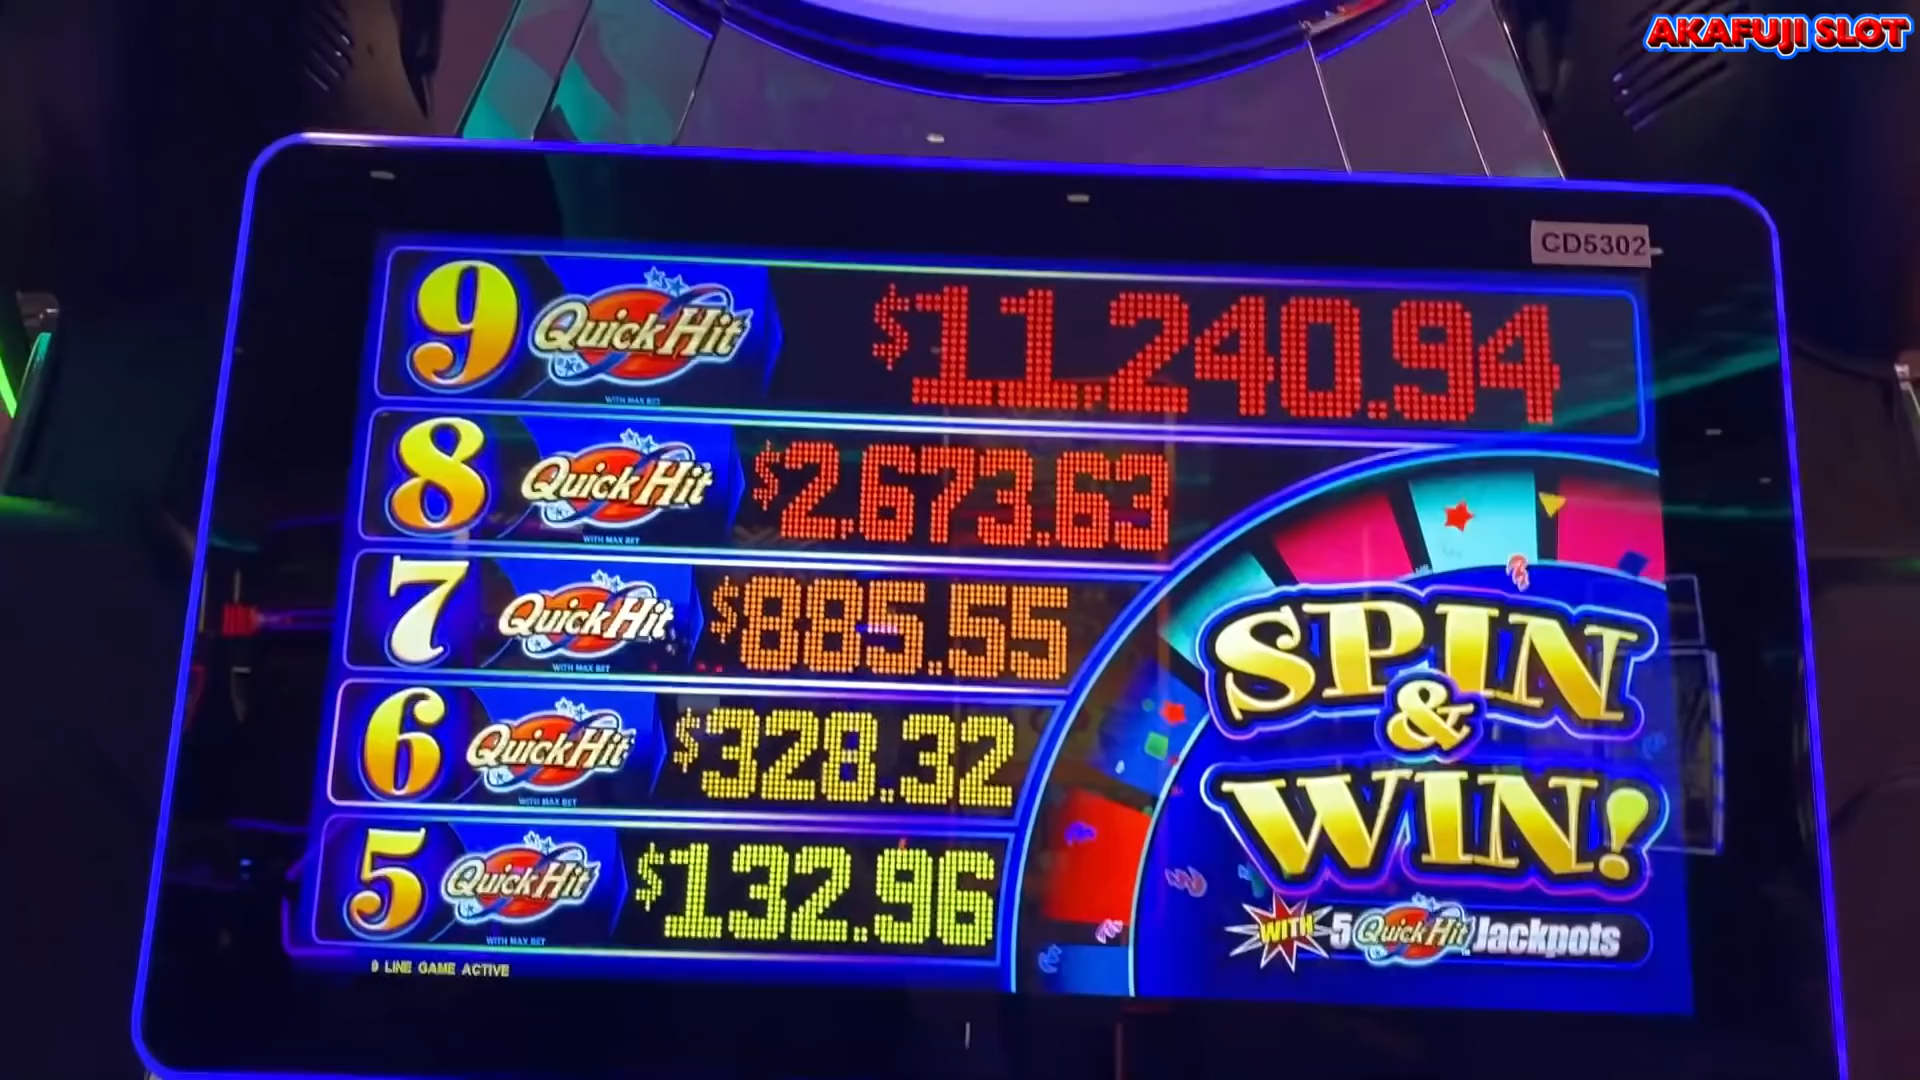 AKAFUJI SLOT
CD5302
9 Quick Hit $11,240.94
WITH MAX BET
8 Quick Hit $2,673.63
WITH MAX BET
7 Quick Hit $885.55
WITH MAX BET
6 Quick Hit $328.32
WITH MAX BET
5 Quick Hit $132.96
WITH MAX BET
9 LINE GAME ACTIVE
SPIN
&
WIN!
WITH 5 Quick Hit Jackpots